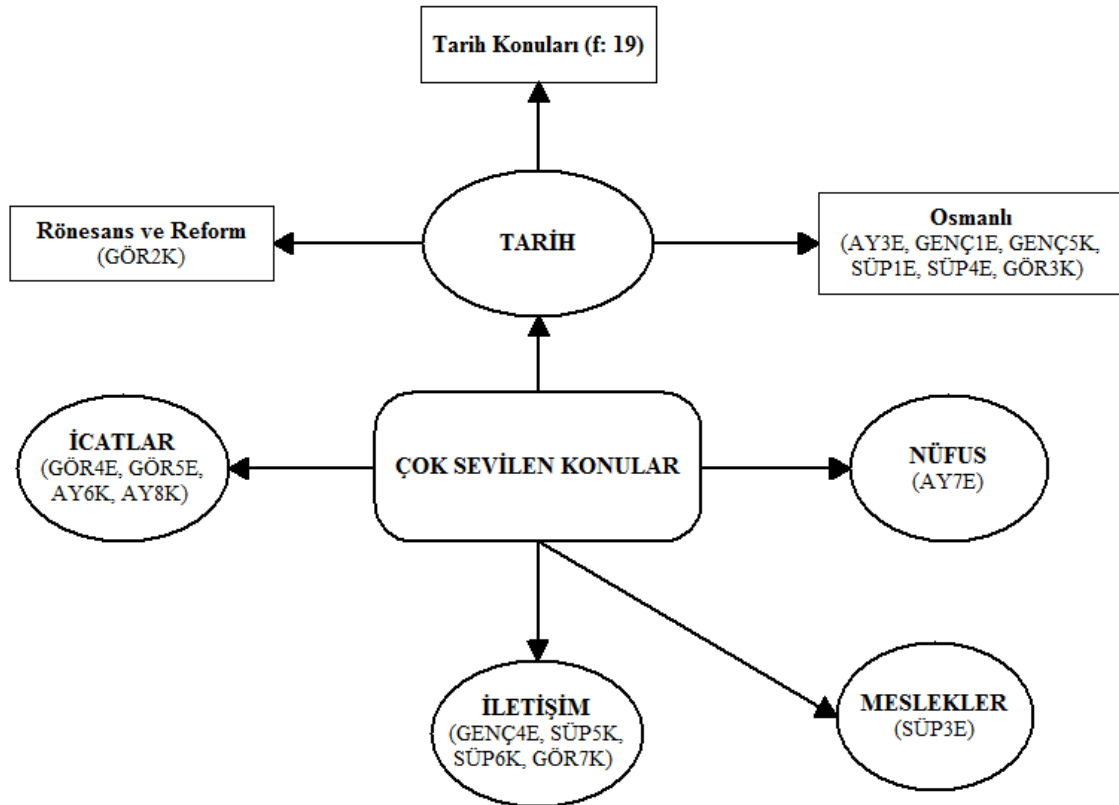 Tarih Konuları (f: 19)
Rönesans ve Reform
(GÖR2K)
TARİH
Osmanlı
(AY3E, GENÇ1E, GENÇ5K,
SÜP1E, SÜP4E, GÖR3K)
İCATLAR
(GÖR4E, GÖR5E,
AY6K, AY8K)
ÇOK SEVİLEN KONULAR
NÜFUS
(AY7E)
İLETİŞİM
(GENÇ4E, SÜP5K,
SÜP6K, GÖR7K)
MESLEKLER
(SÜP3E)